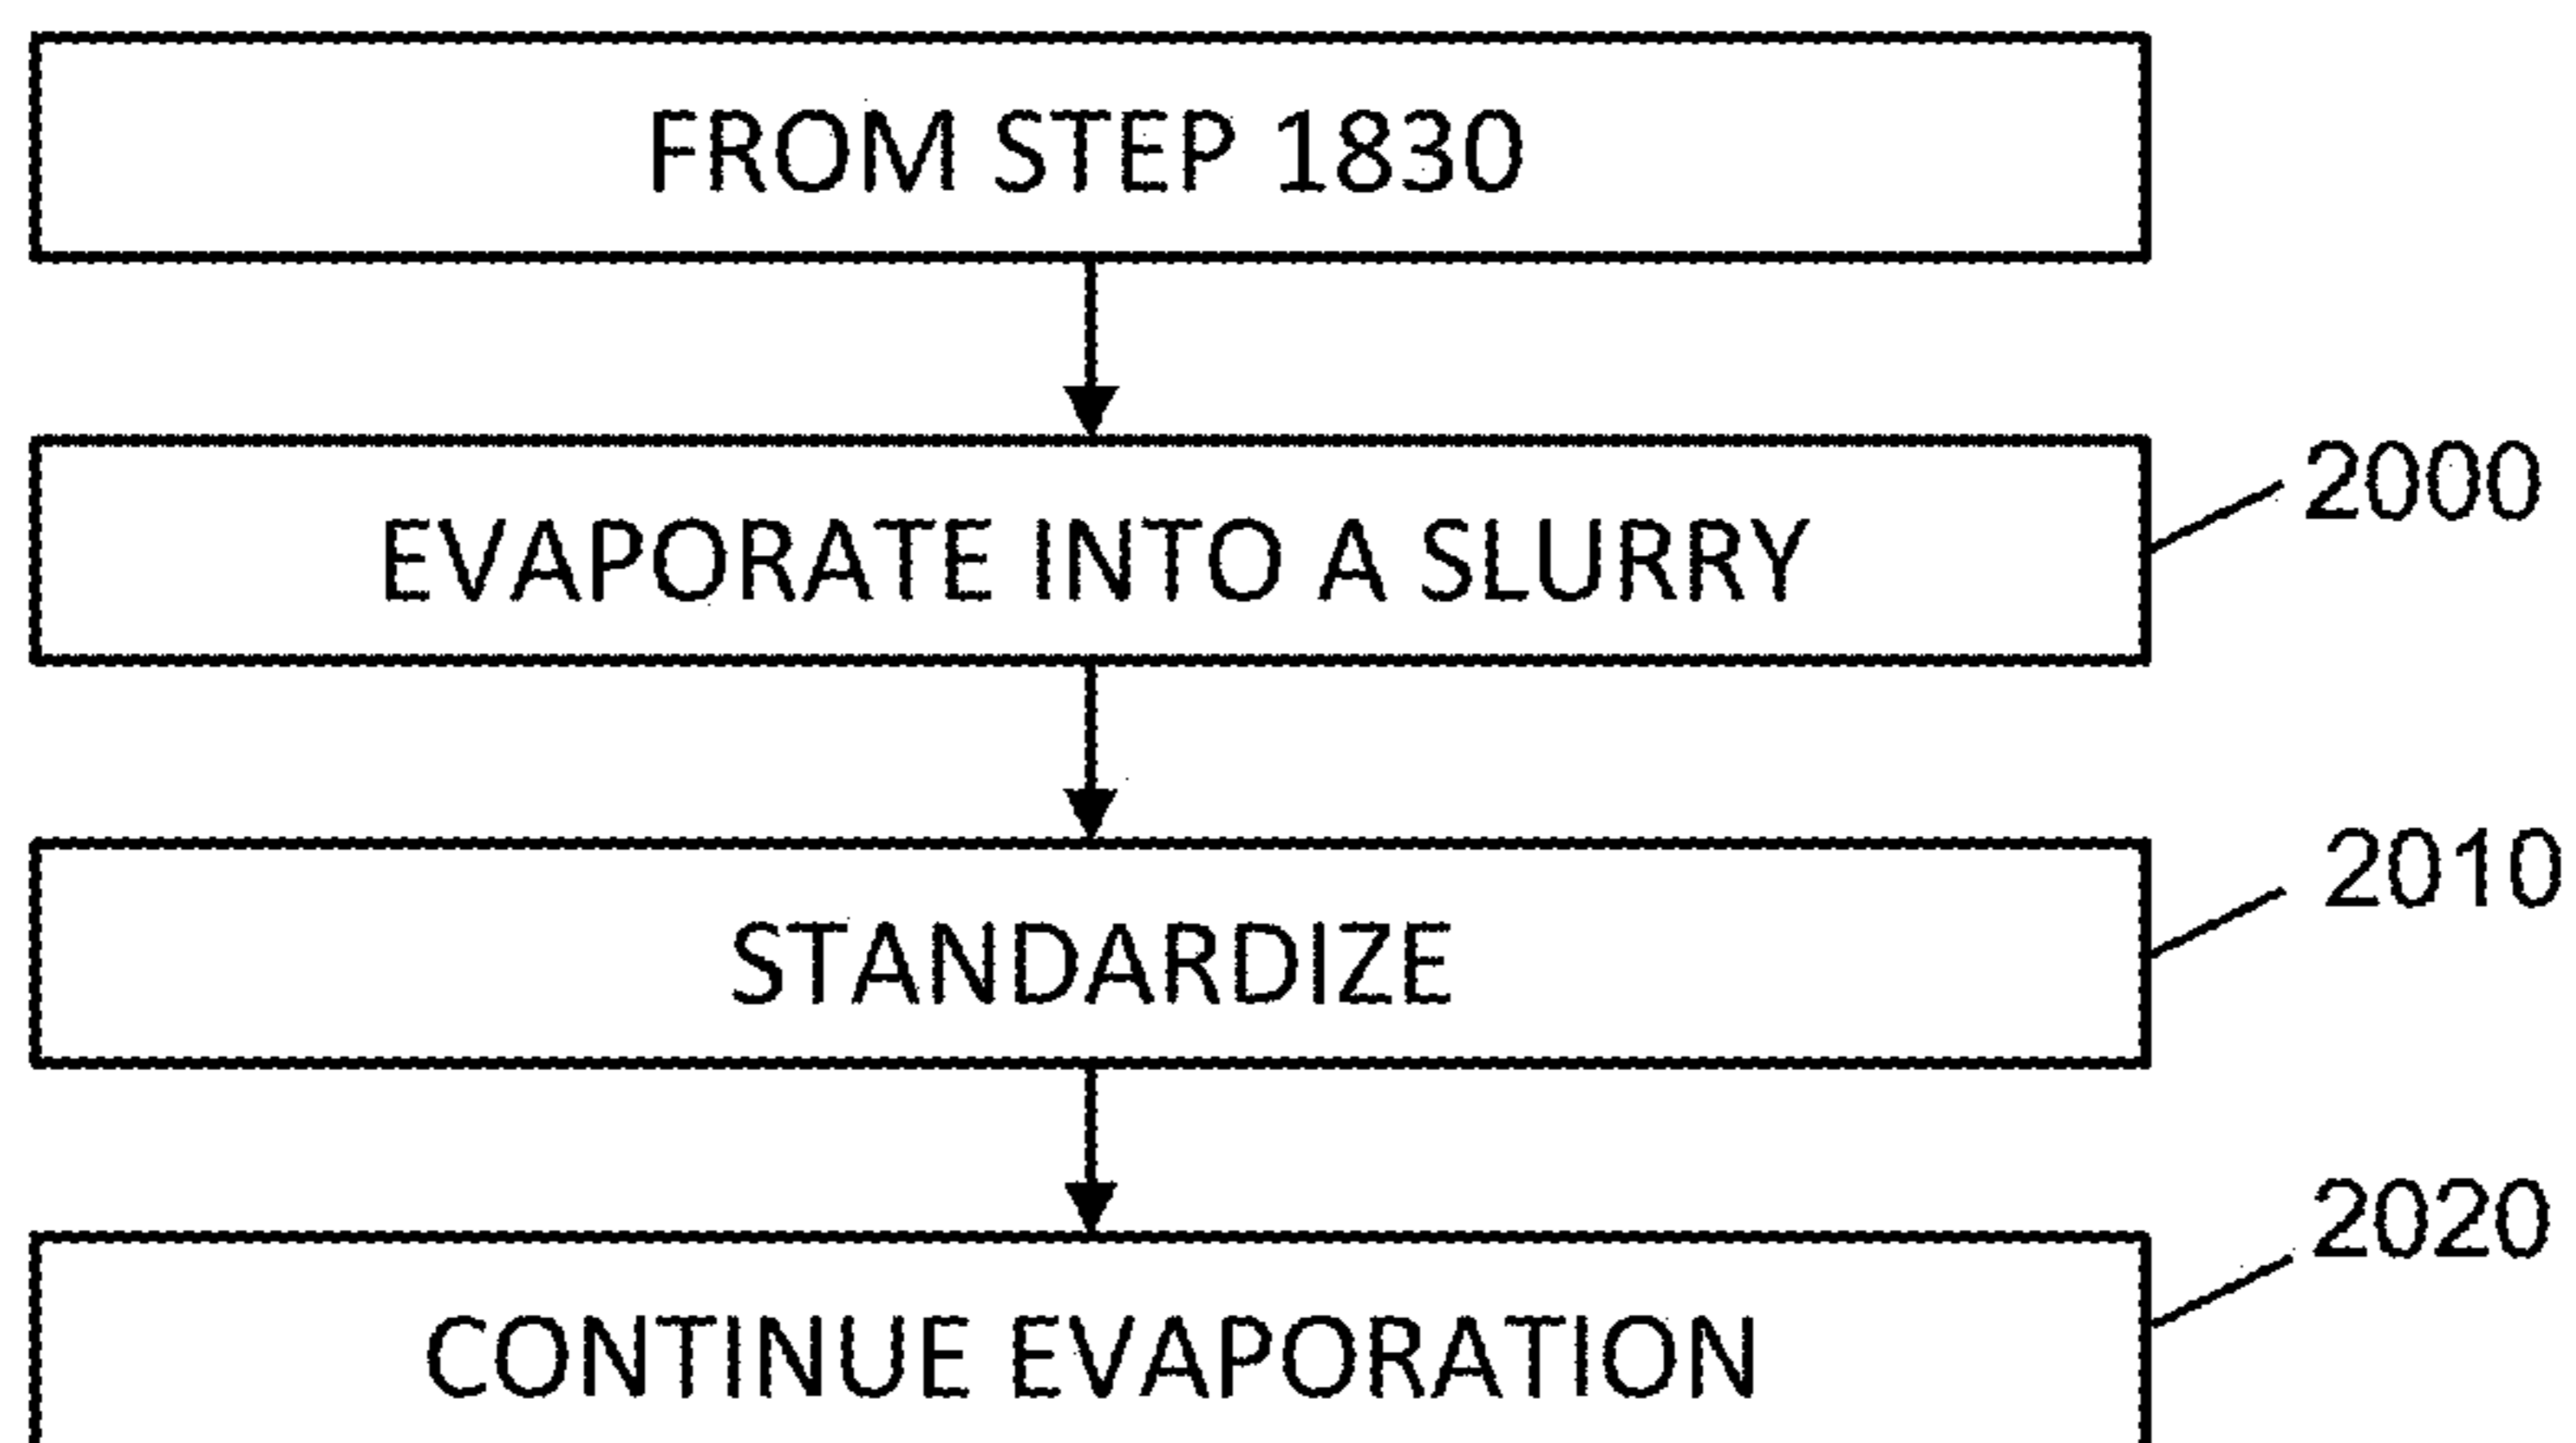 FROM STEP 1830
EVAPORATE INTO A SLURRY
2000
STANDARDIZE
2010
CONTINUE EVAPORATION
2020